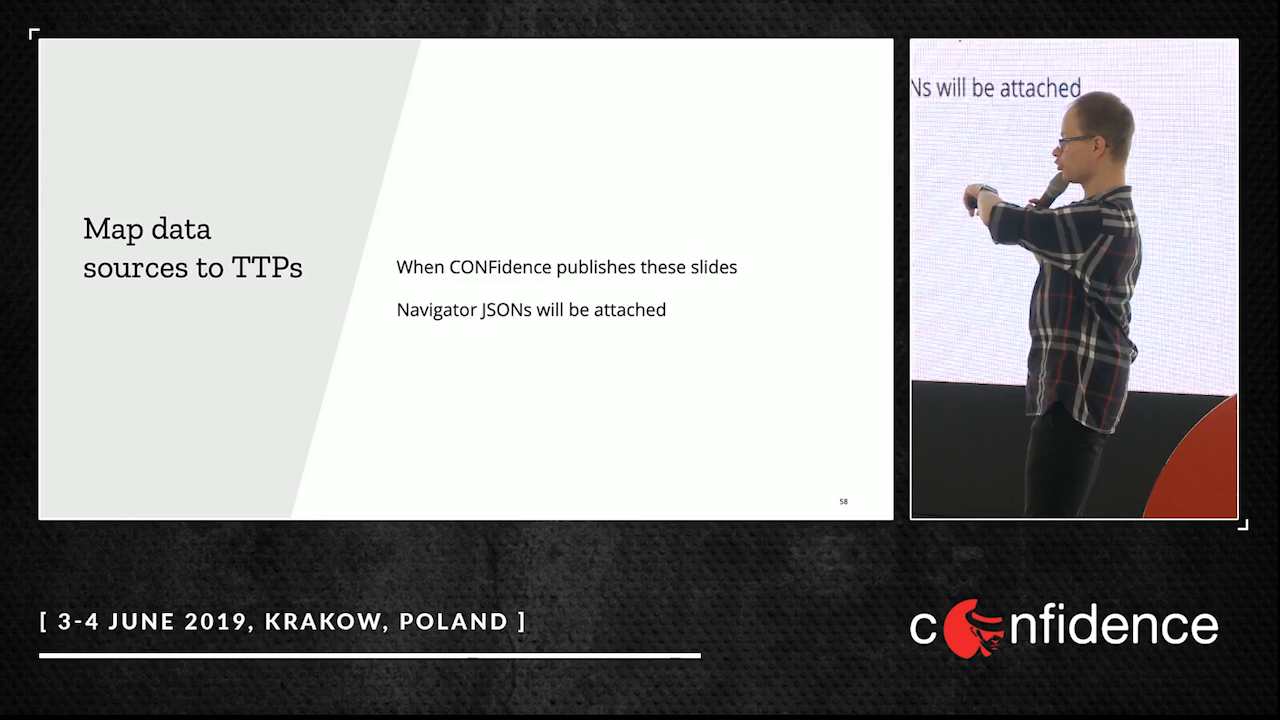 Map data
sources to TTPs
When CONFidence publishes these slides
Navigator JSONs will be attached
58
Ns will be attached
[ 3-4 JUNE 2019, KRAKOW, POLAND ]
confidence